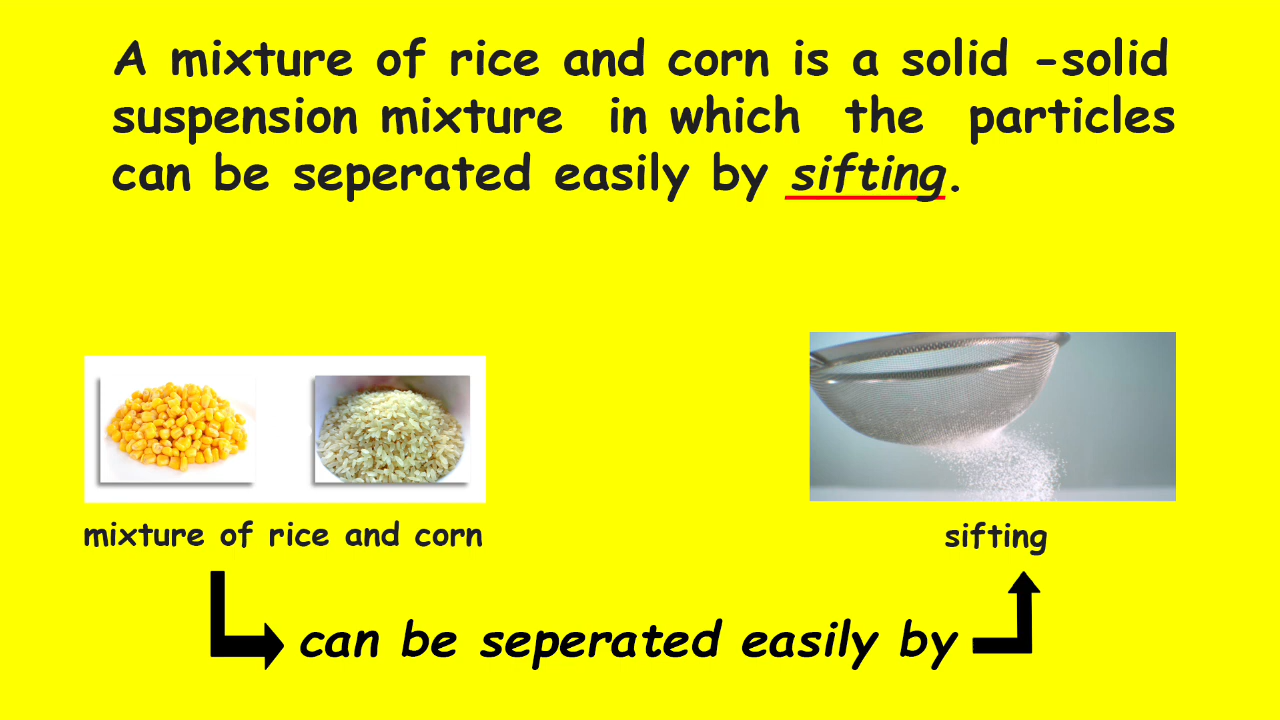 A mixture of rice and corn is a solid -solid
suspension mixture in which the particles
can be seperated easily by sifting.
mixture of rice and corn
sifting
can be seperated easily by